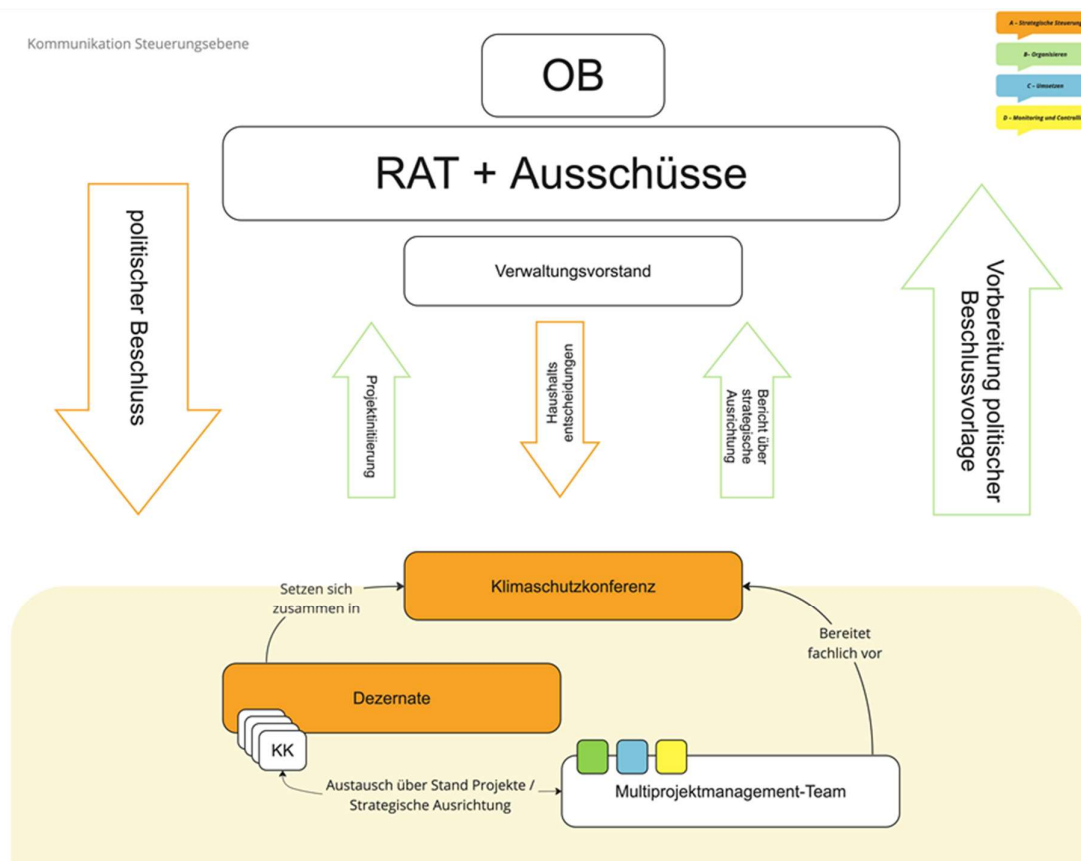 Kommunikation Steuerungsebene
A – Strategische Steuerung
B– Organisieren
C – Umsetzen
D – Monitoring und
OB
RAT + Ausschüsse
Verwaltungsvorstand
politischer Beschluss
Projektinitiierung
Haushalts
entscheidungen
Bericht über
strategische
Ausrichtung
Vorbereitung politischer
Beschlussvorlage
Klimaschutzkonferenz
Setzen sich
zusammen in
Bereitet
fachlich vor
Dezernate
KK
Austausch über Stand Projekte /
Strategische Ausrichtung
Multiprojektmanagement-Team